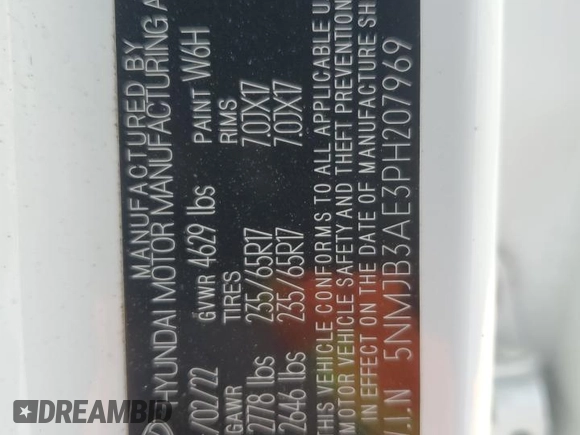 MANUFACTURED BY
HYUNDAI MOTOR MANUFACTURING A
/07/22 GVWR 4629 lbs PAINT W6H
GAWR TIRES RIMS
2778 lbs 235/65R17 7.0JX17
2646 lbs 235/65R17 7.0JX17
THIS VEHICLE CONFORMS TO ALL APPLICABLE
MOTOR VEHICLE SAFETY AND THEFT PREVENTION
IN EFFECT ON THE DATE OF MANUFACTURE SH
V.I.N 5NMJB3AE3PH207969
DREAMBID